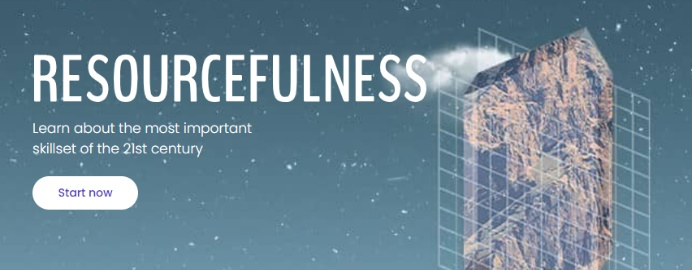 RESOURCEFULNESS
Learn about the most important
skillset of the 21st century
Start now